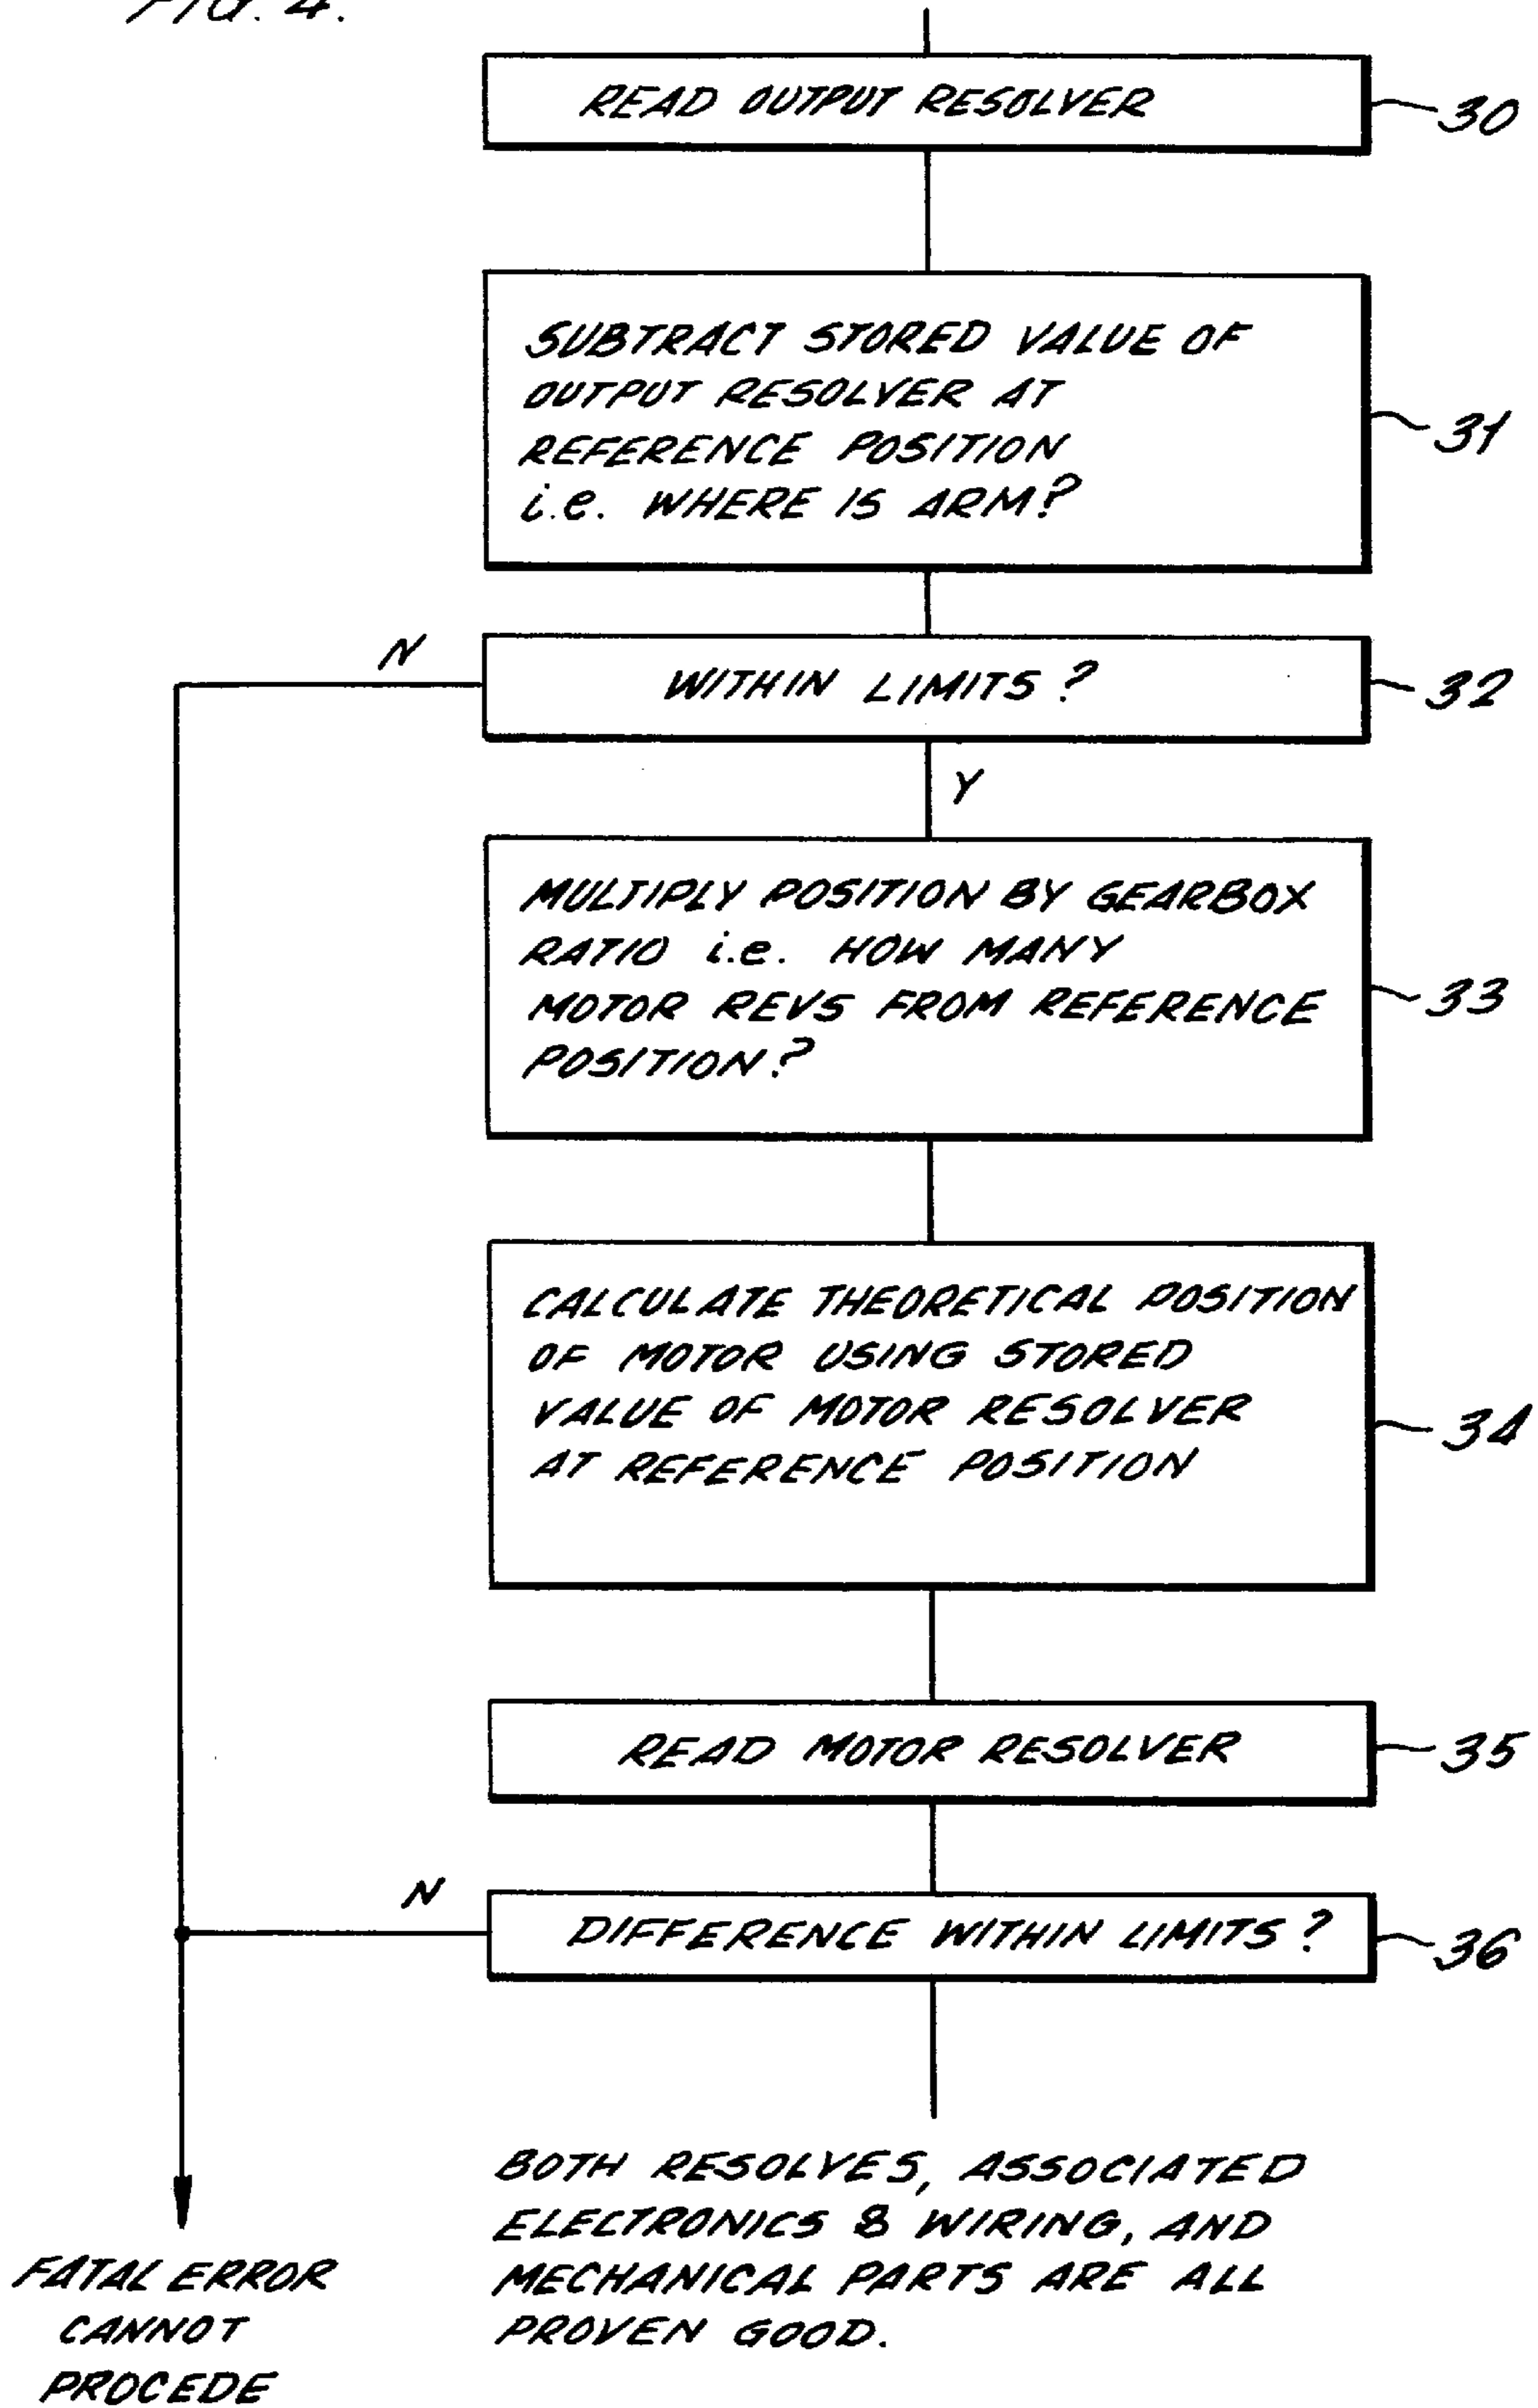 FIG. 4.
READ OUTPUT RESOLVER
30
SUBTRACT STORED VALUE OF
OUTPUT RESOLVER AT
REFERENCE POSITION
i.e. WHERE IS ARM?
31
N
WITHIN LIMITS?
32
Y
MULTIPLY POSITION BY GEARBOX
RATIO i.e. HOW MANY
MOTOR REVS FROM REFERENCE
POSITION?
33
CALCULATE THEORETICAL POSITION
OF MOTOR USING STORED
VALUE OF MOTOR RESOLVER
AT REFERENCE POSITION
34
READ MOTOR RESOLVER
35
N
DIFFERENCE WITHIN LIMITS?
36
BOTH RESOLVES, ASSOCIATED
ELECTRONICS & WIRING, AND
MECHANICAL PARTS ARE ALL
PROVEN GOOD.
FATAL ERROR
CANNOT
PROCEDE